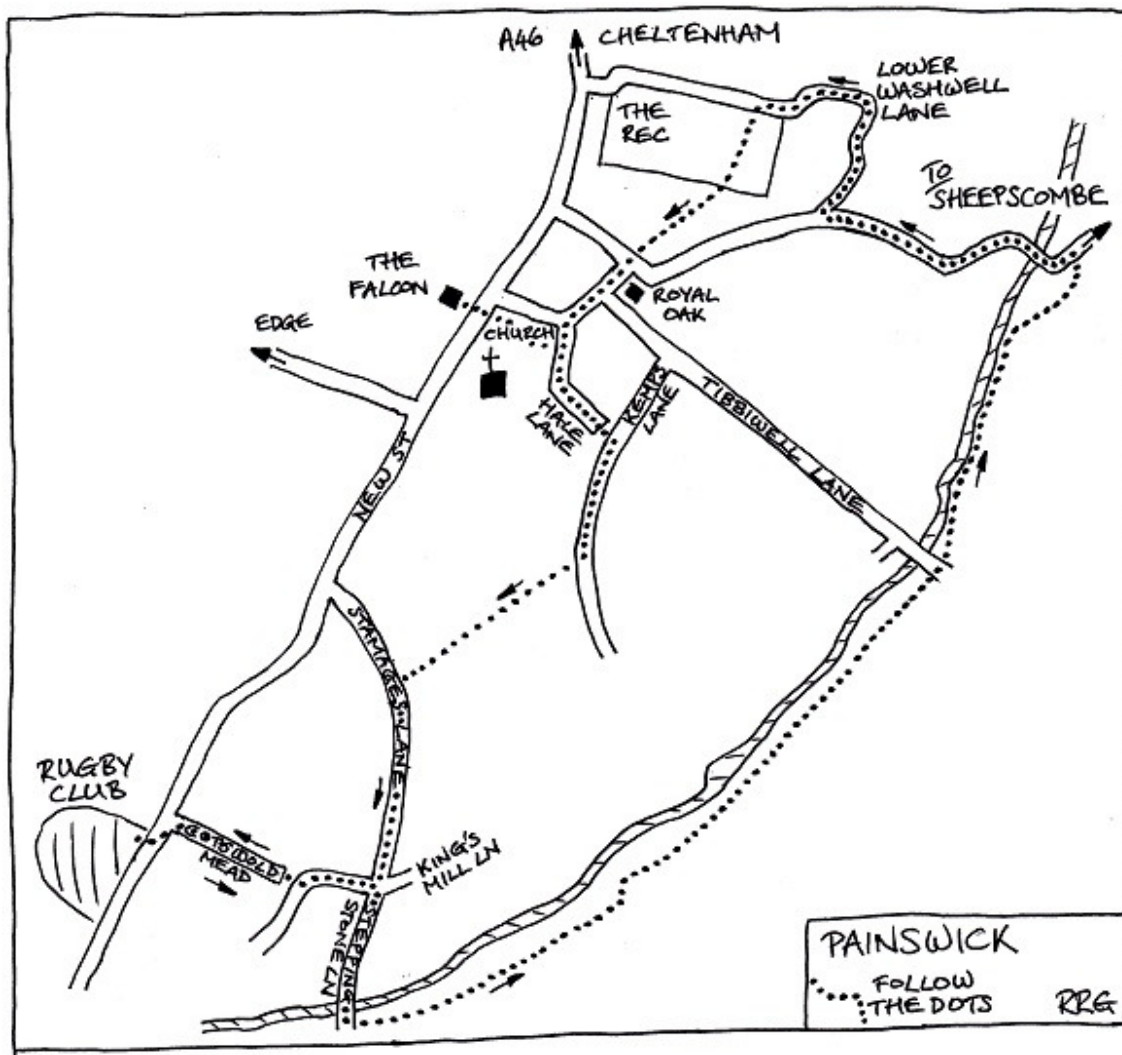 A46 CHELTENHAM
LOWER
WASHWELL
LANE
THE
REC
TO
SHEEPSCOMBE
THE
FALCON
ROYAL
OAK
EDGE
CHURCH
HALE
LANE
KEMPS
LANE
TIBBIWELL LANE
NEW ST
STAMAGES LANE
RUGBY
CLUB
COTSWOLD
MEAD
KING'S
MILL LN
STEPPING
STONE LN
PAINSWICK
FOLLOW
THE DOTS
RRG